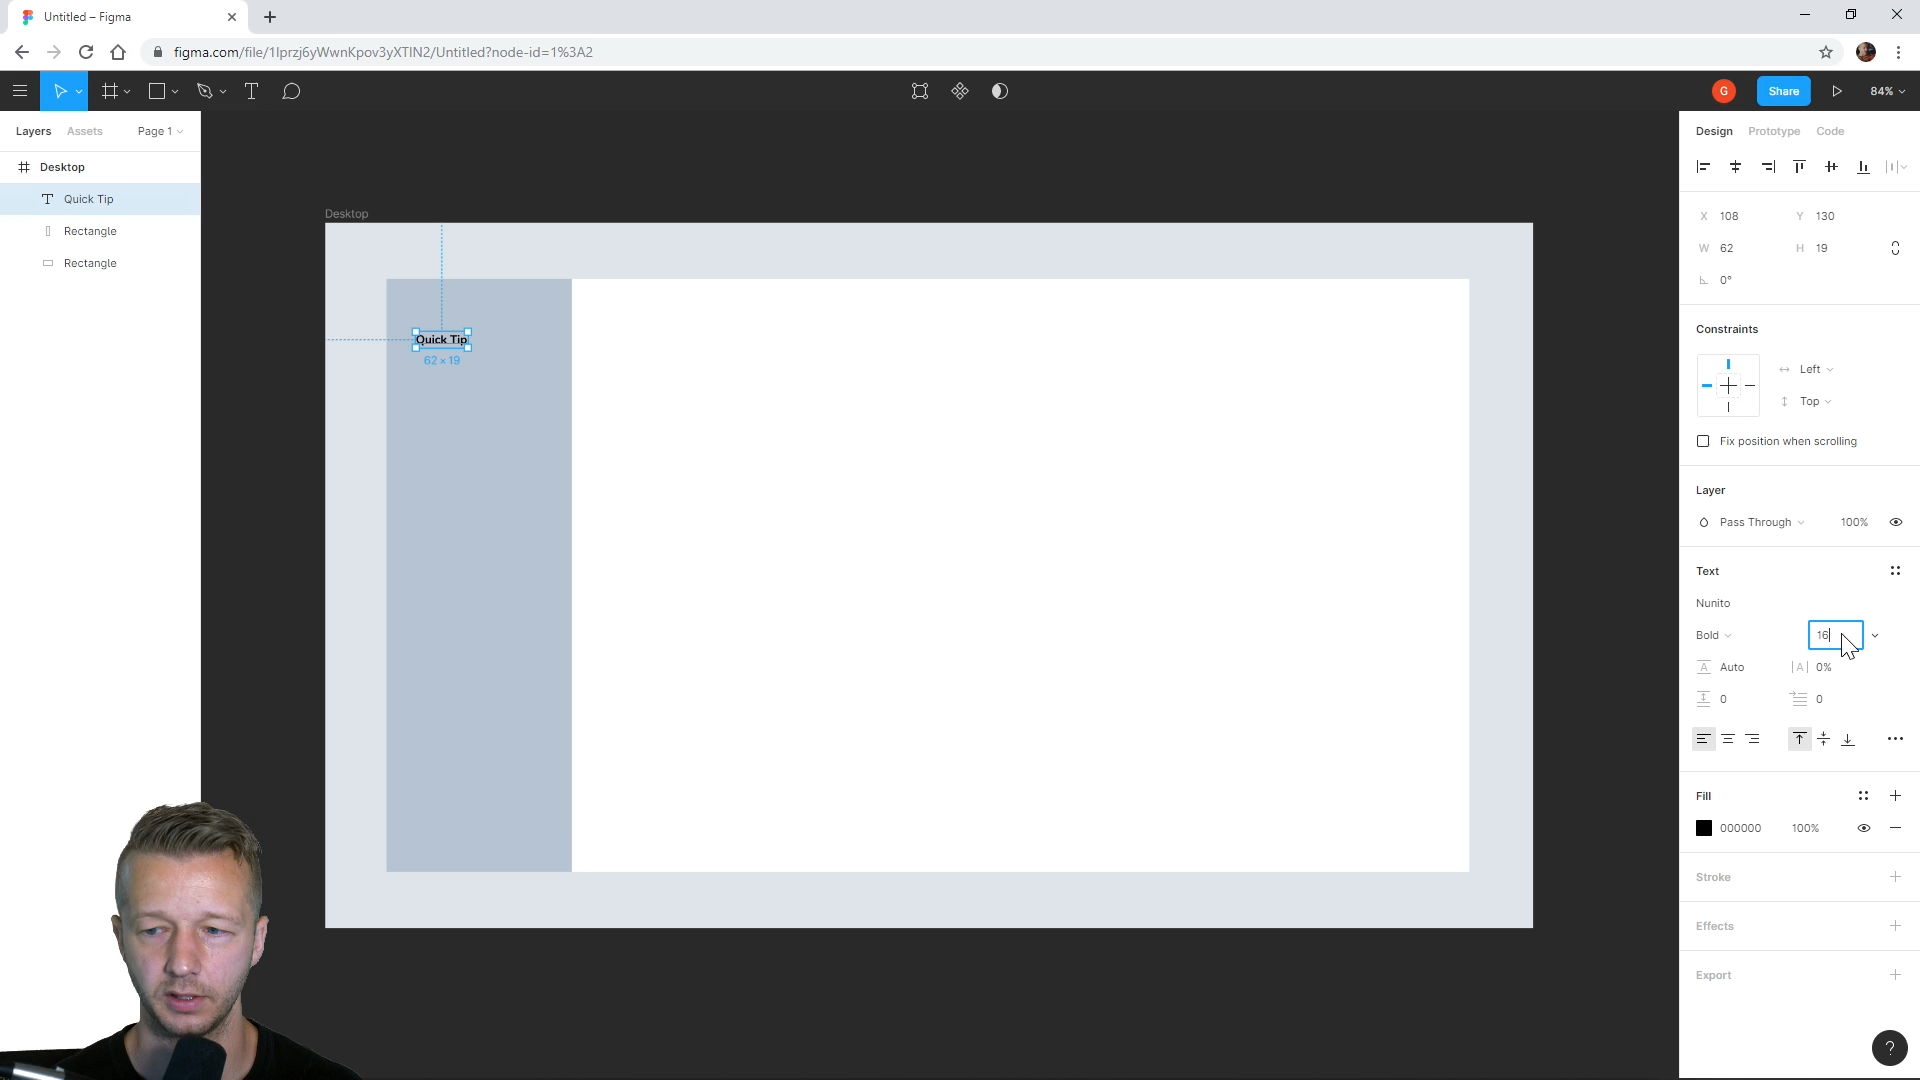 Untitled – Figma
figma.com/file/1Iprzj6yWwnKpov3yXTIN2/Untitled?node-id=1%3A2
G
Share
84%
Layers
Assets
Page 1
Desktop
Quick Tip
Rectangle
Rectangle
Desktop
Quick Tip
62 × 19
Design
Prototype
Code
X 108
Y 130
W 62
H 19
0°
Constraints
Left
Top
Fix position when scrolling
Layer
Pass Through
100%
Text
Nunito
Bold
16
A Auto
|A| 0%
0
0
Fill
000000
100%
Stroke
Effects
Export
?